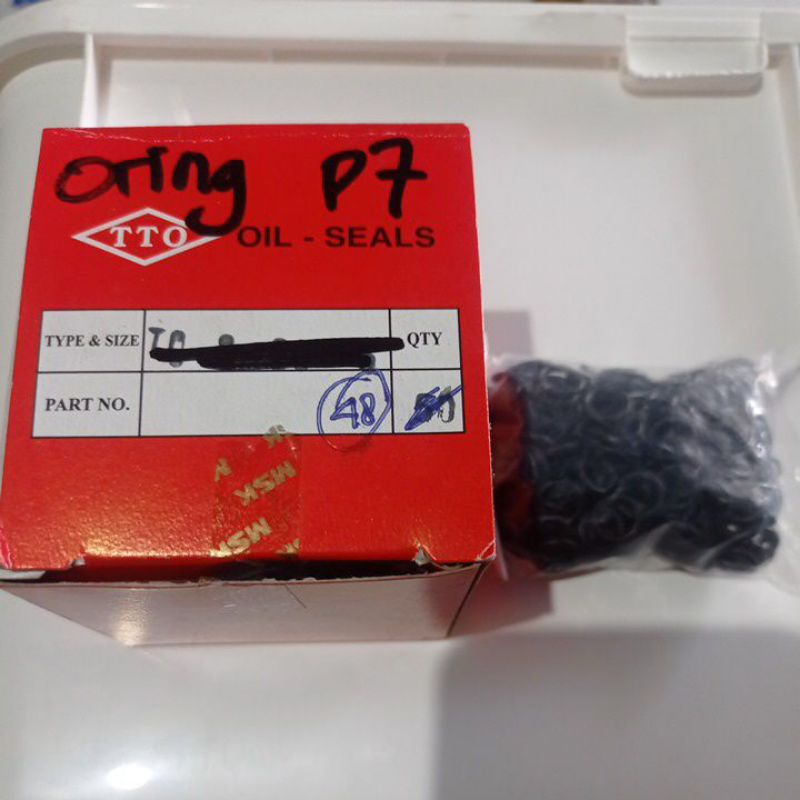 Oring P7
TTO OIL - SEALS
TYPE & SIZE QTY
PART NO. 48
MSK
MSK